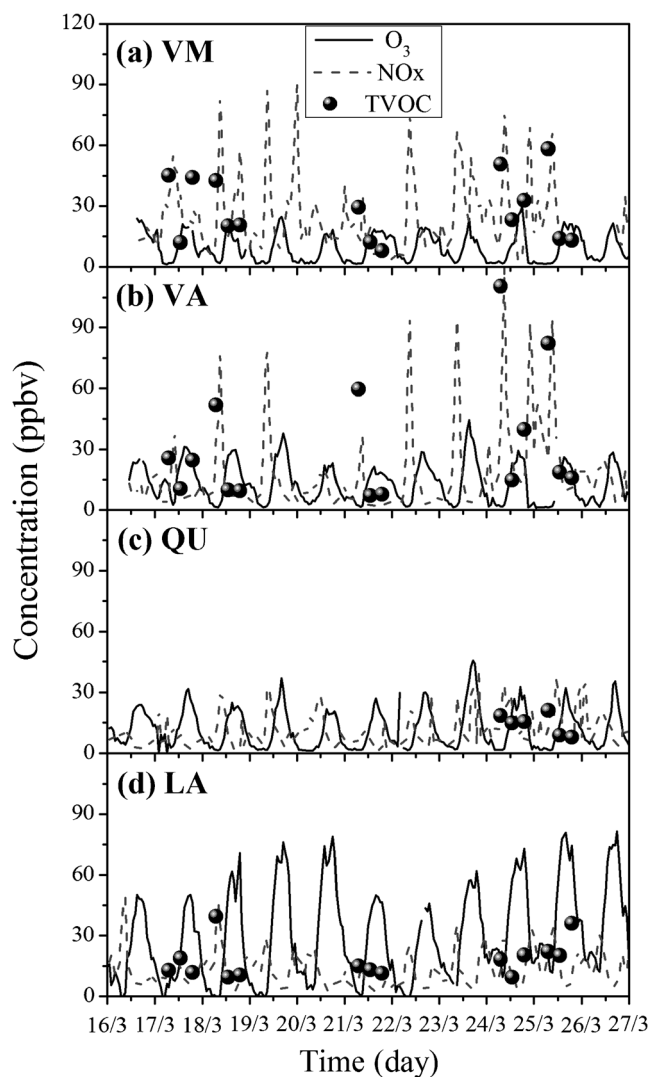 120
(a) VM
O3
NOx
TVOC
90
60
30
0
(b) VA
90
60
30
0
(c) QU
90
60
30
0
(d) LA
90
60
30
0
Concentration (ppbv)
16/3 17/3 18/3 19/3 20/3 21/3 22/3 23/3 24/3 25/3 26/3 27/3
Time (day)